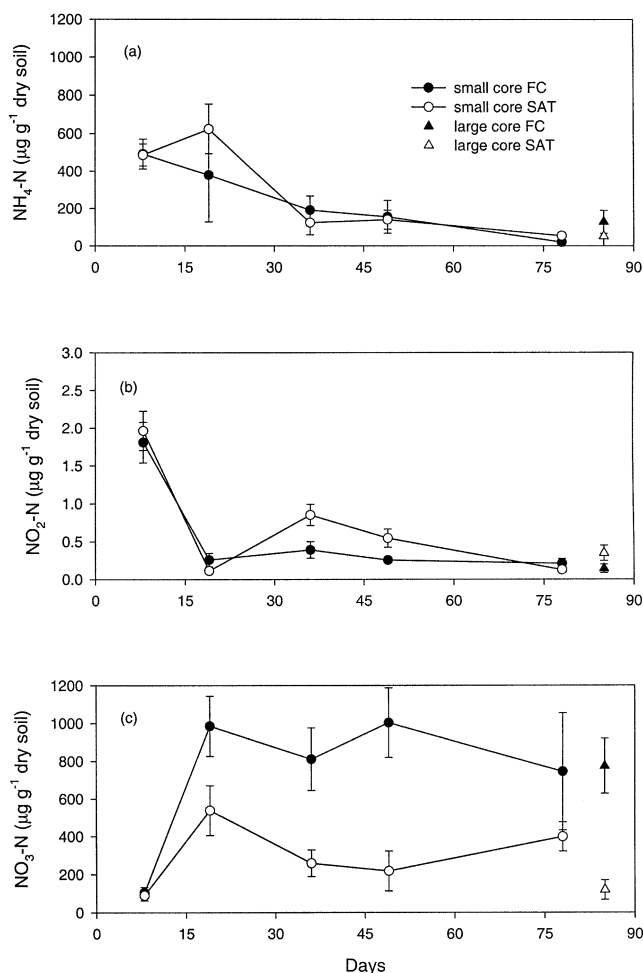 1200
1000
800
600
400
200
0
NH4-N (μg g-1 dry soil)
(a)
small core FC
small core SAT
large core FC
large core SAT
0 15 30 45 60 75 90
3.0
2.5
2.0
1.5
1.0
0.5
0.0
NO2-N (μg g-1 dry soil)
(b)
0 15 30 45 60 75 90
1200
1000
800
600
400
200
0
NO3-N (μg g-1 dry soil)
(c)
0 15 30 45 60 75 90
Days